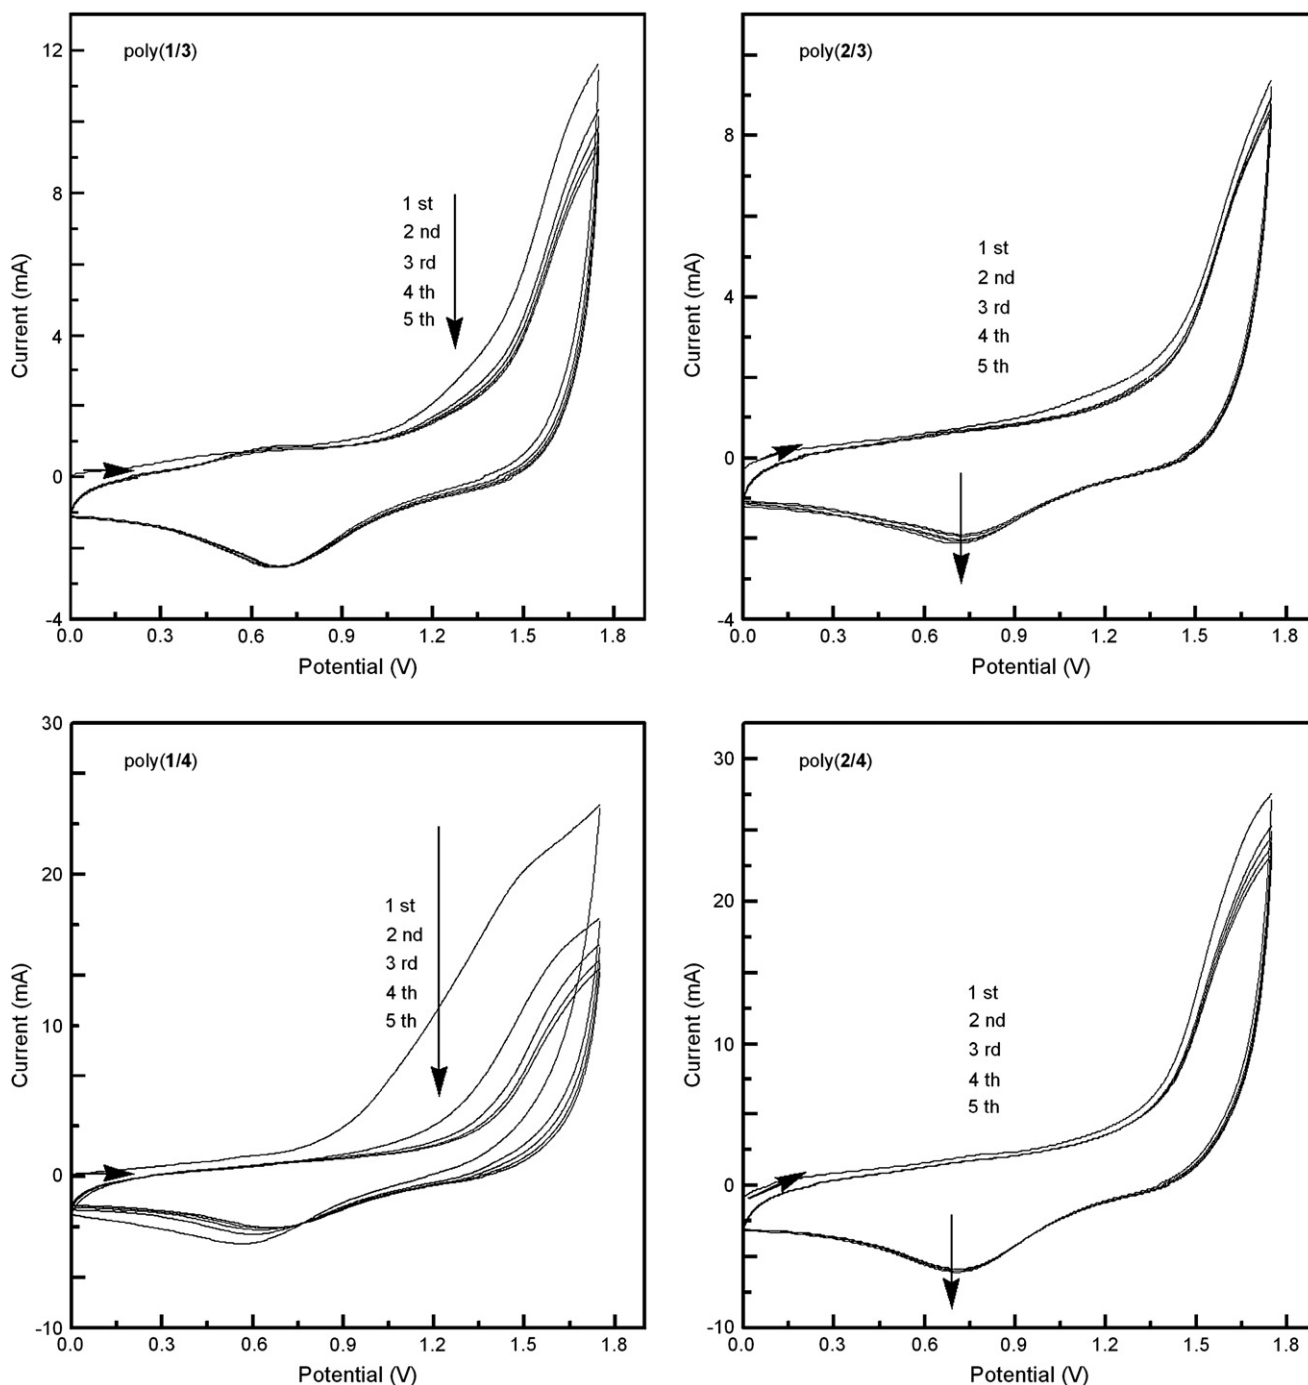 poly(1/3)
12
8
4
0
-4
Current (mA)
1 st
2 nd
3 rd
4 th
5 th
0.0 0.3 0.6 0.9 1.2 1.5 1.8
Potential (V)
poly(2/3)
8
4
0
-4
Current (mA)
1 st
2 nd
3 rd
4 th
5 th
0.0 0.3 0.6 0.9 1.2 1.5 1.8
Potential (V)
poly(1/4)
30
20
10
0
-10
Current (mA)
1 st
2 nd
3 rd
4 th
5 th
0.0 0.3 0.6 0.9 1.2 1.5 1.8
Potential (V)
poly(2/4)
30
20
10
0
-10
Current (mA)
1 st
2 nd
3 rd
4 th
5 th
0.0 0.3 0.6 0.9 1.2 1.5 1.8
Potential (V)